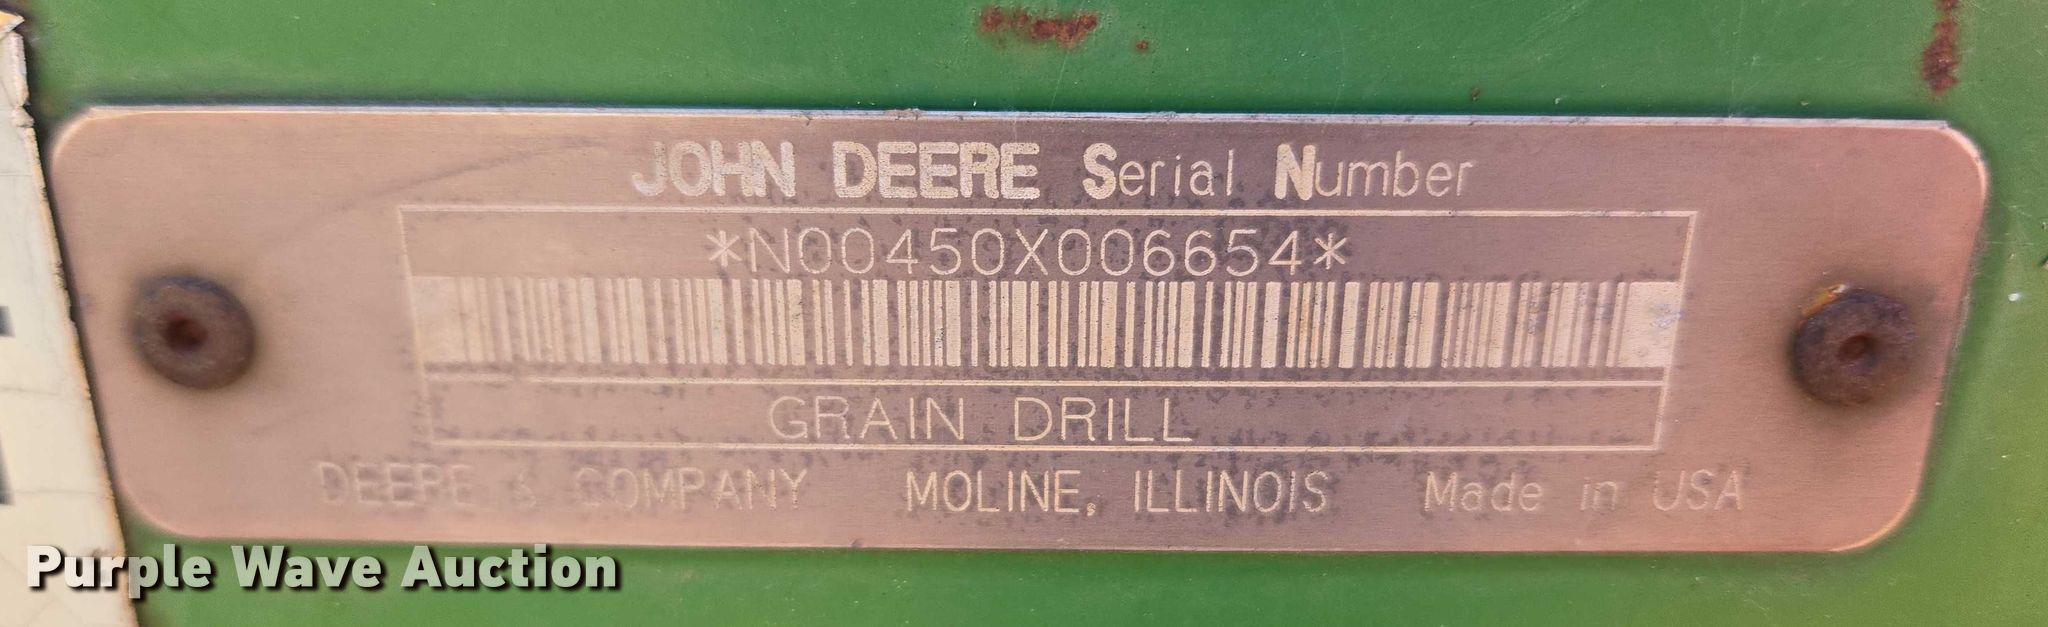 JOHN DEERE Serial Number
*N00450X006654*
GRAIN DRILL
DEERE & COMPANY MOLINE, ILLINOIS Made in USA
Purple Wave Auction